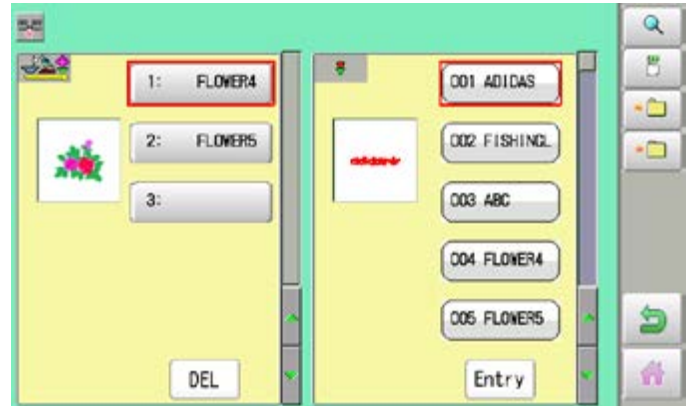 1: FLOWER4
2: FLOWER5
3:
DEL
001 ADIDAS
002 FISHINGL
003 ABC
004 FLOWER4
005 FLOWER5
Entry